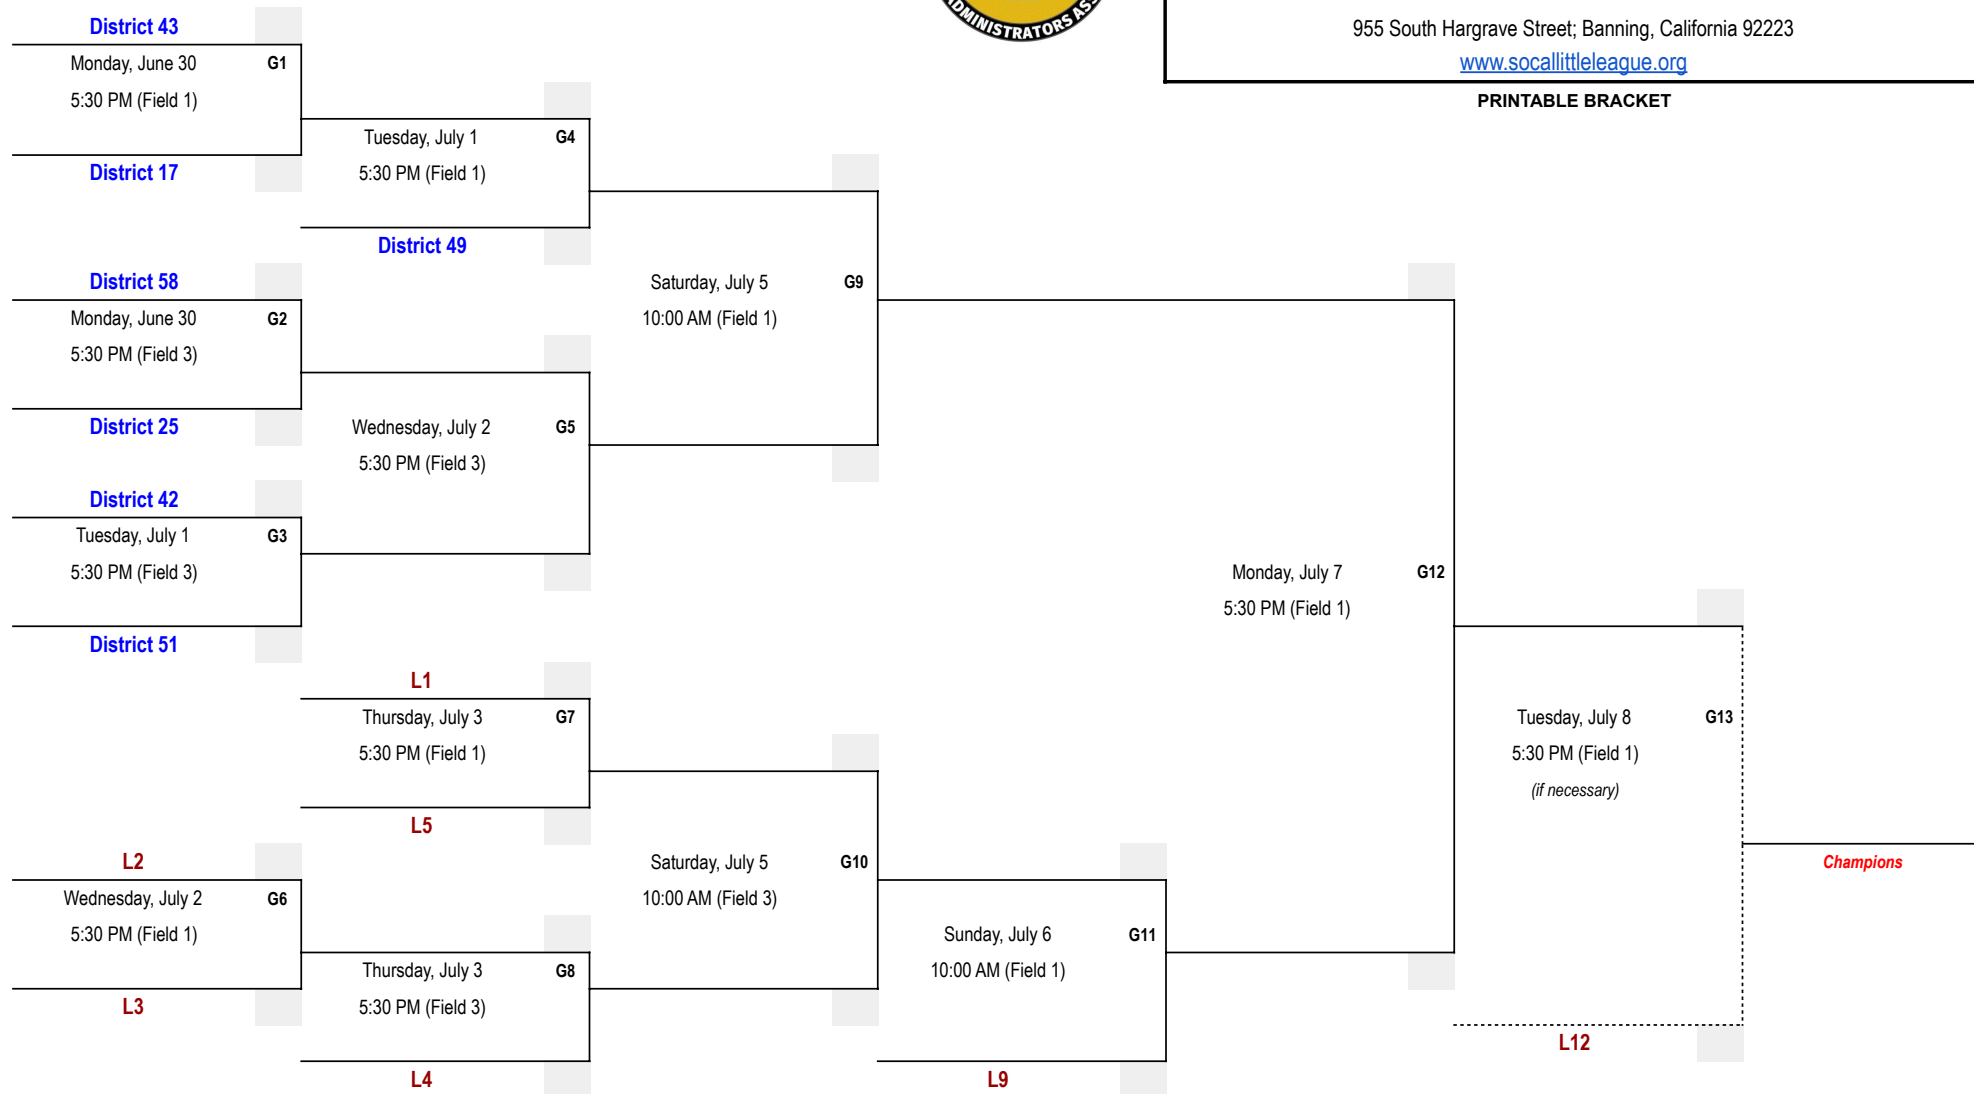 ADMINISTRATORS ASS
955 South Hargrave Street; Banning, California 92223
www.socallittleleague.org
PRINTABLE BRACKET
District 43
Monday, June 30 G1
5:30 PM (Field 1)
District 17
Tuesday, July 1 G4
5:30 PM (Field 1)
District 49
District 58
Monday, June 30 G2
5:30 PM (Field 3)
District 25
Saturday, July 5 G9
10:00 AM (Field 1)
Wednesday, July 2 G5
5:30 PM (Field 3)
District 42
Tuesday, July 1 G3
5:30 PM (Field 3)
District 51
Monday, July 7 G12
5:30 PM (Field 1)
L1
Thursday, July 3 G7
5:30 PM (Field 1)
L5
Tuesday, July 8 G13
5:30 PM (Field 1)
(if necessary)
Champions
L2
Wednesday, July 2 G6
5:30 PM (Field 1)
L3
Saturday, July 5 G10
10:00 AM (Field 3)
Thursday, July 3 G8
5:30 PM (Field 3)
L4
Sunday, July 6 G11
10:00 AM (Field 1)
L9
L12